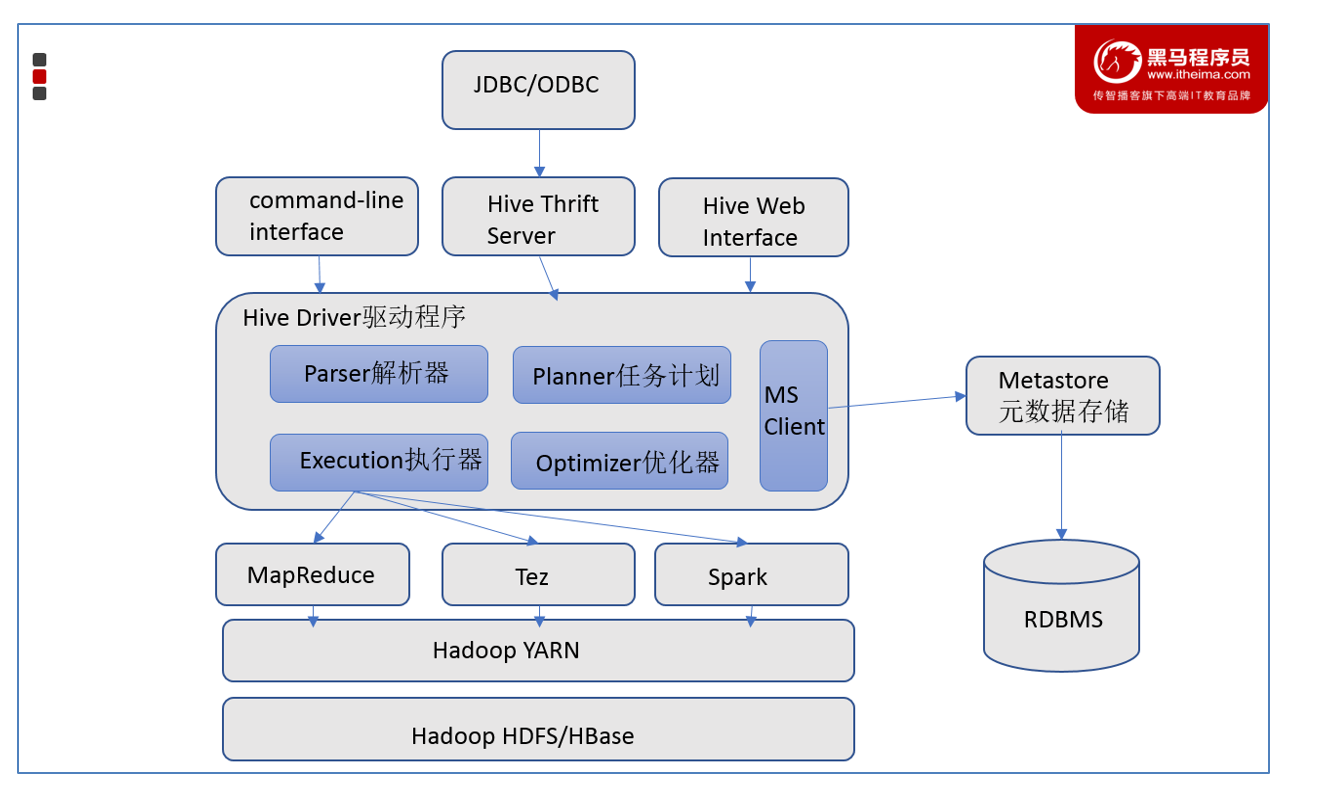 黑马程序员
www.itheima.com
传智播客旗下高端IT教育品牌
JDBC/ODBC
command-line
interface
Hive Thrift
Server
Hive Web
Interface
Hive Driver驱动程序
Parser解析器
Planner任务计划
MS
Client
Execution执行器
Optimizer优化器
Metastore
元数据存储
MapReduce
Tez
Spark
RDBMS
Hadoop YARN
Hadoop HDFS/HBase